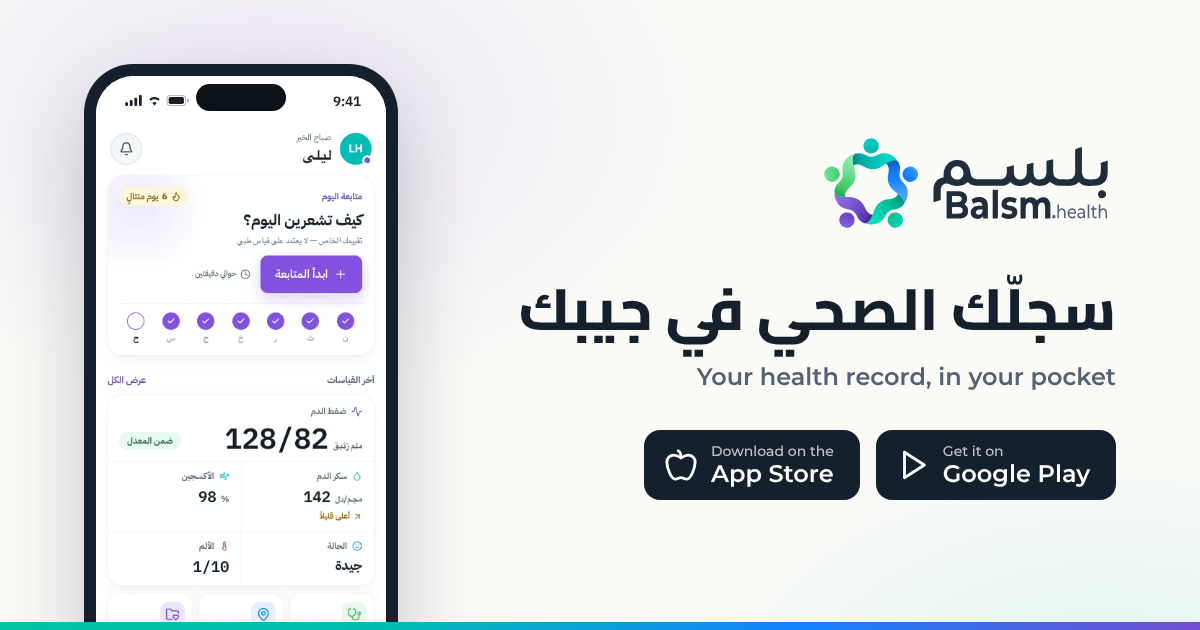 9:41
LH
صباح الخير
ليلى
متابعة اليوم
6 يوم متتالٍ
كيف تشعرين اليوم؟
تقييمك الخاص — لا يعتمد على قياس طبي
ابدأ المتابعة
حوالي دقيقتين
ن ث ر خ ج س ح
آخر القياسات
عرض الكل
ضغط الدم
128/82 ملم زئبق
ضمن المعدل
سكر الدم
142 مجم/دل
أعلى قليلاً
الأكسجين
98 %
الحالة
جيدة
الألم
1/10
بلسم
Balsm.health
سجلّك الصحي في جيبك
Your health record, in your pocket
Download on the
App Store
Get it on
Google Play